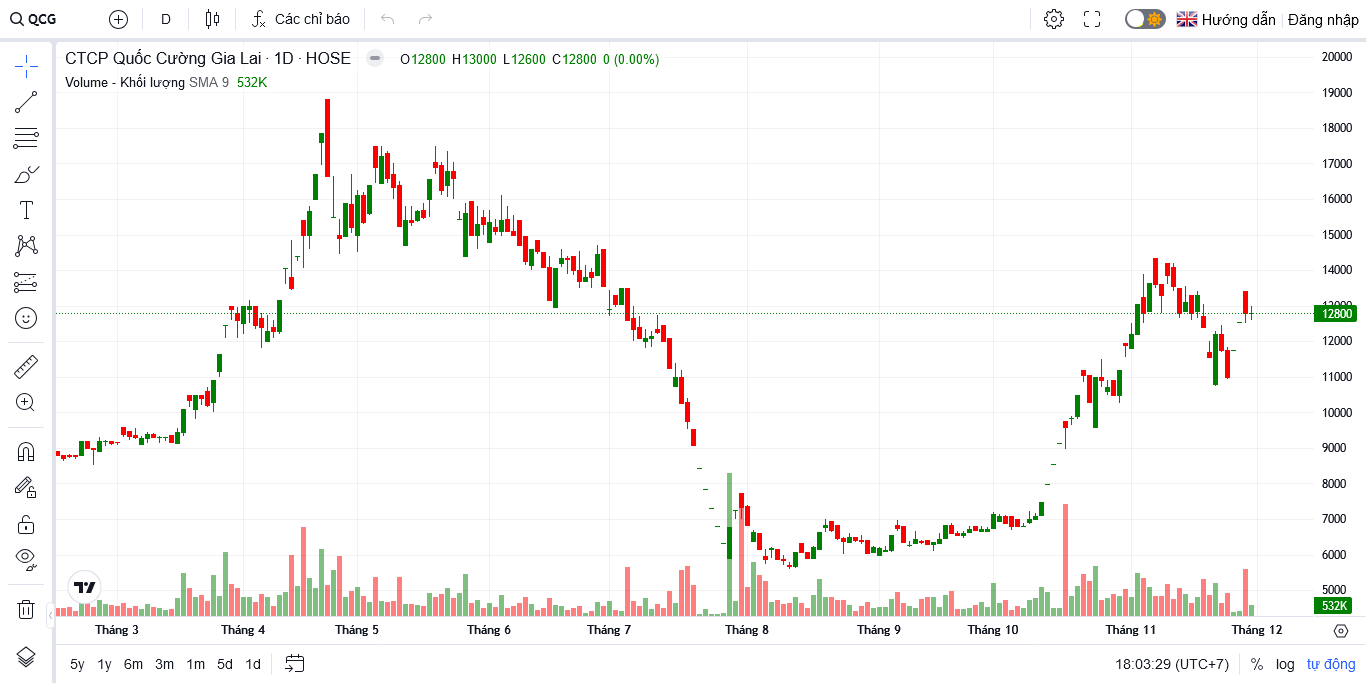 QCG D Các chỉ báo Hướng dẫn Đăng nhập
CTCP Quốc Cường Gia Lai · 1D · HOSE O12800 H13000 L12600 C12800 0 (0.00%)
Volume - Khối lượng SMA 9 532K
20000
19000
18000
17000
16000
15000
14000
13000
12800
12000
11000
10000
9000
8000
7000
6000
5000
532K
Tháng 3 Tháng 4 Tháng 5 Tháng 6 Tháng 7 Tháng 8 Tháng 9 Tháng 10 Tháng 11 Tháng 12
5y 1y 6m 3m 1m 5d 1d 18:03:29 (UTC+7) % log tự động